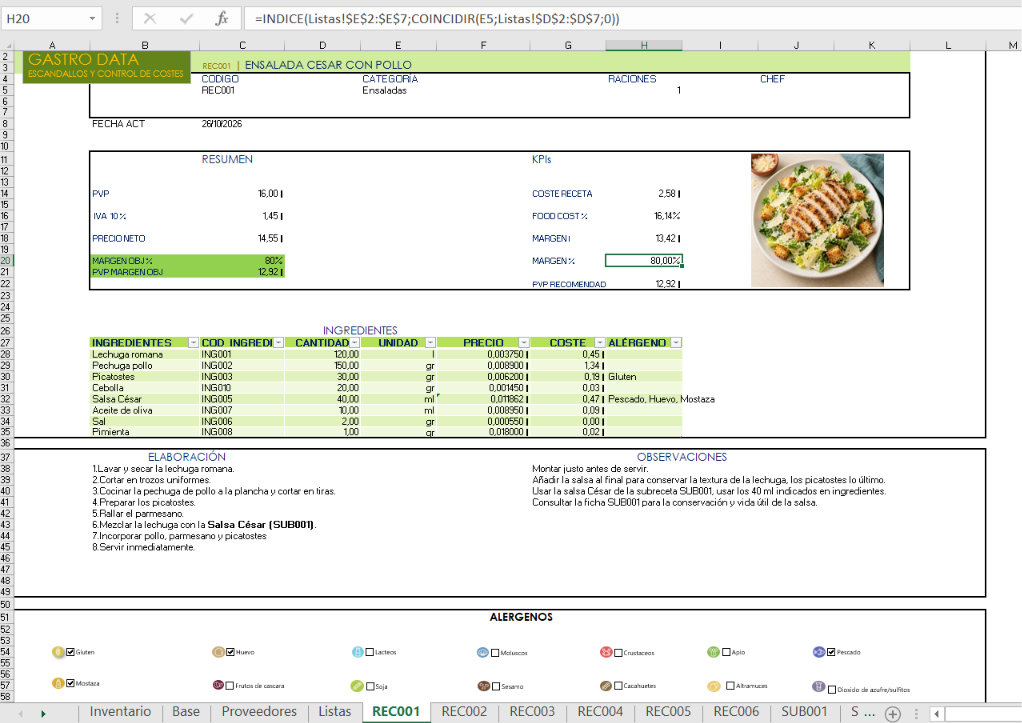 H20 =INDICE(Listas!$E$2:$E$7;COINCIDIR(E5;Listas!$D$2:$D$7;0))
A B C D E F G H I J K L M
GASTRO DATA
ESCANDALLOS Y CONTROL DE COSTES
REC001 | ENSALADA CESAR CON POLLO
CODIGO CATEGORÍA RACIONES CHEF
REC001 Ensaladas 1
FECHA ACT 26/10/2026
RESUMEN KPIs
PVP 16,00 COSTE RECETA 2,58
IVA 10% 1,45 FOOD COST % 16,14%
PRECIO NETO 14,55 MARGEN 13,42
MARGEN OBJ % 80% MARGEN % 80,00%
PVP MARGEN OBJ 12,92
PVP RECOMENDAD 12,92
INGREDIENTES
INGREDIENTES COD INGREDI CANTIDAD UNIDAD PRECIO COSTE ALÉRGENO
Lechuga romana ING001 120,00 l 0,003750 0,45
Pechuga pollo ING002 150,00 gr 0,008900 1,34
Picatostes ING003 30,00 gr 0,006200 0,19 Gluten
Cebolla ING010 20,00 gr 0,001450 0,03
Salsa César ING005 40,00 ml 0,011862 0,47 Pescado, Huevo, Mostaza
Aceite de oliva ING007 10,00 ml 0,008950 0,09
Sal ING006 2,00 gr 0,000550 0,00
Pimienta ING008 1,00 gr 0,018000 0,02
ELABORACIÓN OBSERVACIONES
1.Lavar y secar la lechuga romana. Montar justo antes de servir.
2.Cortar en trozos uniformes. Añadir la salsa al final para conservar la textura de la lechuga, los picatostes lo último.
3.Cocinar la pechuga de pollo a la plancha y cortar en tiras. Usar la salsa César de la subreceta SUB001, usar los 40 ml indicados en ingredientes.
4.Preparar los picatostes. Consultar la ficha SUB001 para la conservación y vida útil de la salsa.
5.Rallar el parmesano.
6.Mezclar la lechuga con la Salsa César (SUB001).
7.Incorporar pollo, parmesano y picatostes
8.Servir inmediatamente.
ALERGENOS
Gluten Huevo Lacteos Moluscos Crustaceos Apio Pescado
Mostaza Frutos de cascara Soja Sesamo Cacahuetes Altramuces Dioxido de azufre/sulfitos
Inventario Base Proveedores Listas REC001 REC002 REC003 REC004 REC005 REC006 SUB001 S ...